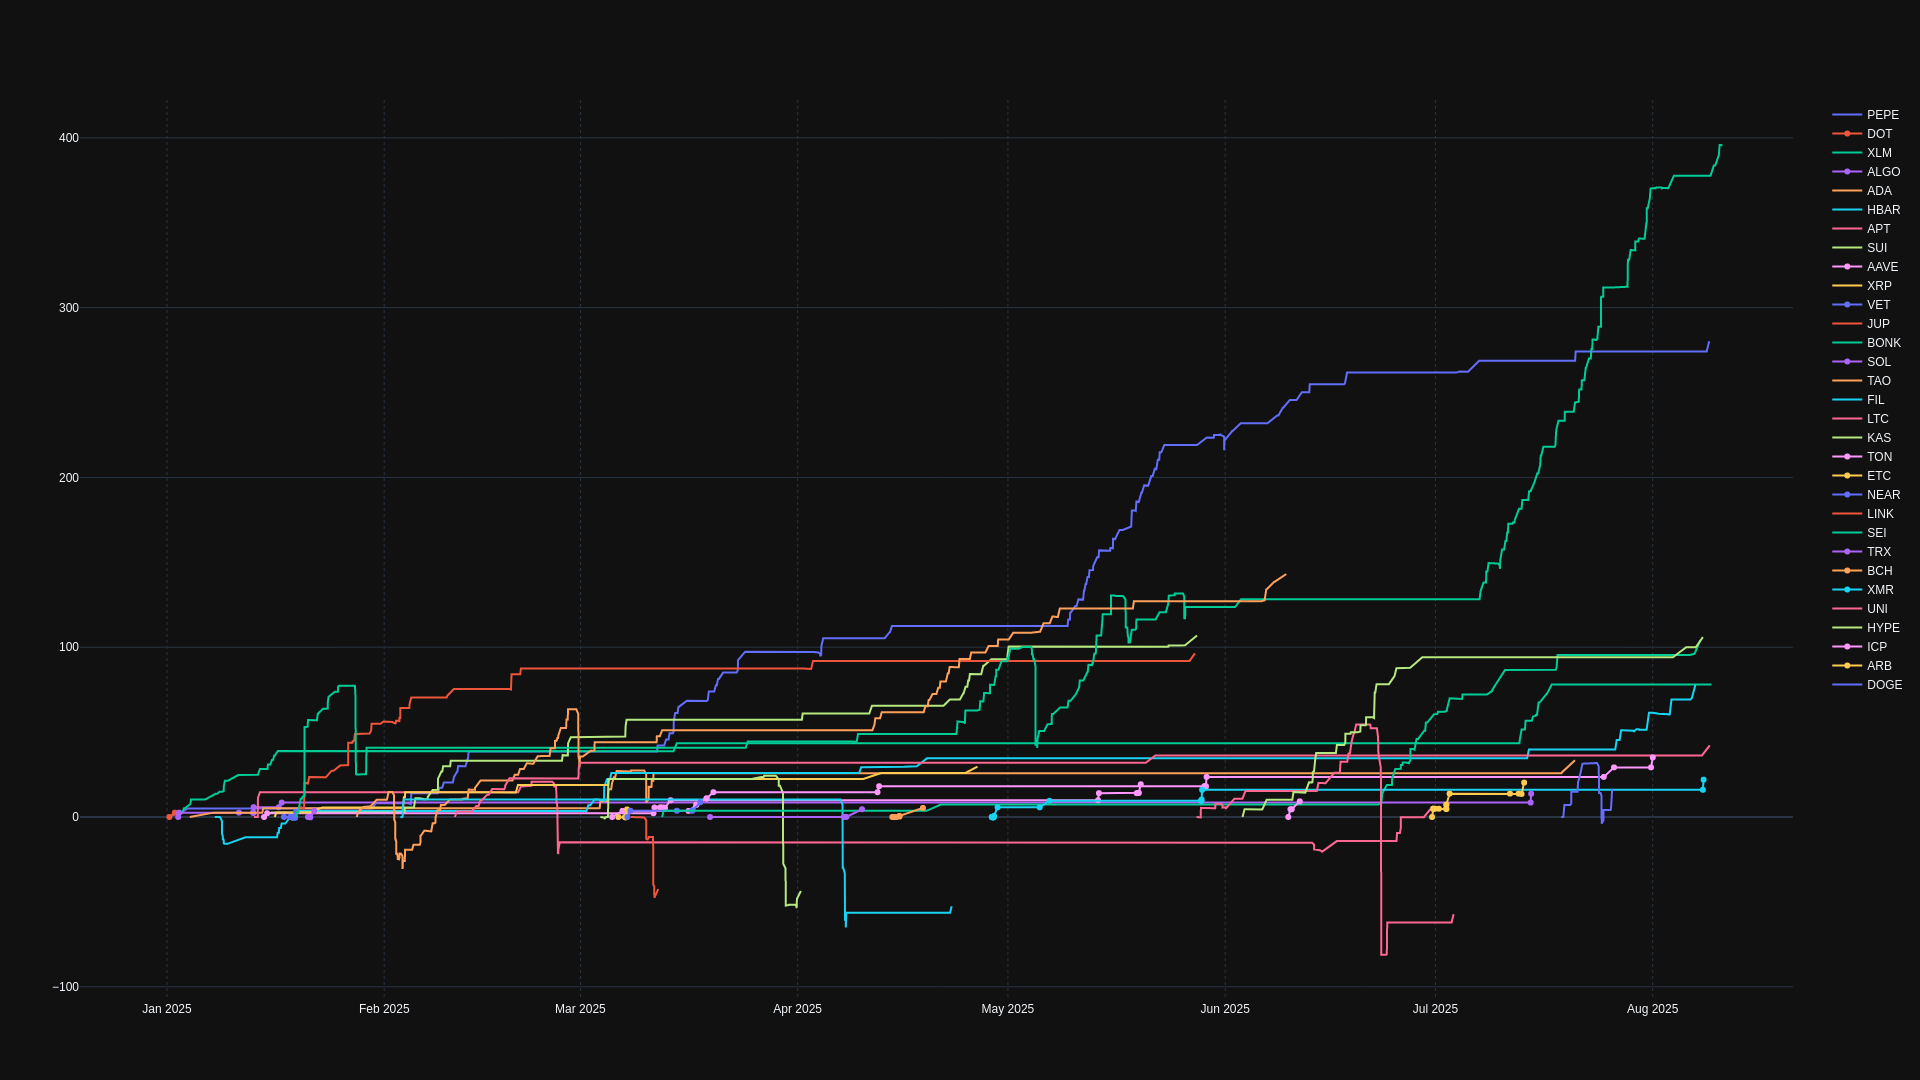 400
300
200
100
0
−100
Jan 2025
Feb 2025
Mar 2025
Apr 2025
May 2025
Jun 2025
Jul 2025
Aug 2025
PEPE
DOT
XLM
ALGO
ADA
HBAR
APT
SUI
AAVE
XRP
VET
JUP
BONK
SOL
TAO
FIL
LTC
KAS
TON
ETC
NEAR
LINK
SEI
TRX
BCH
XMR
UNI
HYPE
ICP
ARB
DOGE